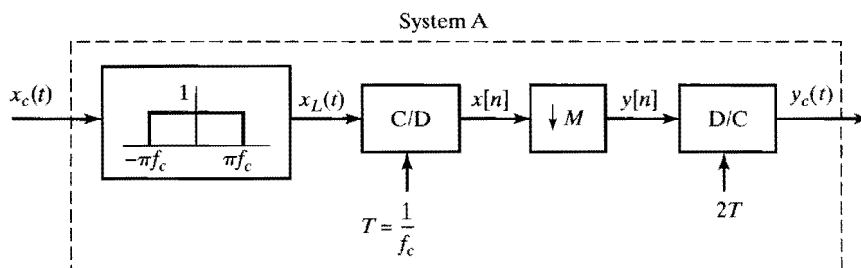 System A
x_c(t)
1
-πf_c πf_c
x_L(t)
C/D
T = 1/f_c
x[n]
↓ M
y[n]
D/C
2T
y_c(t)